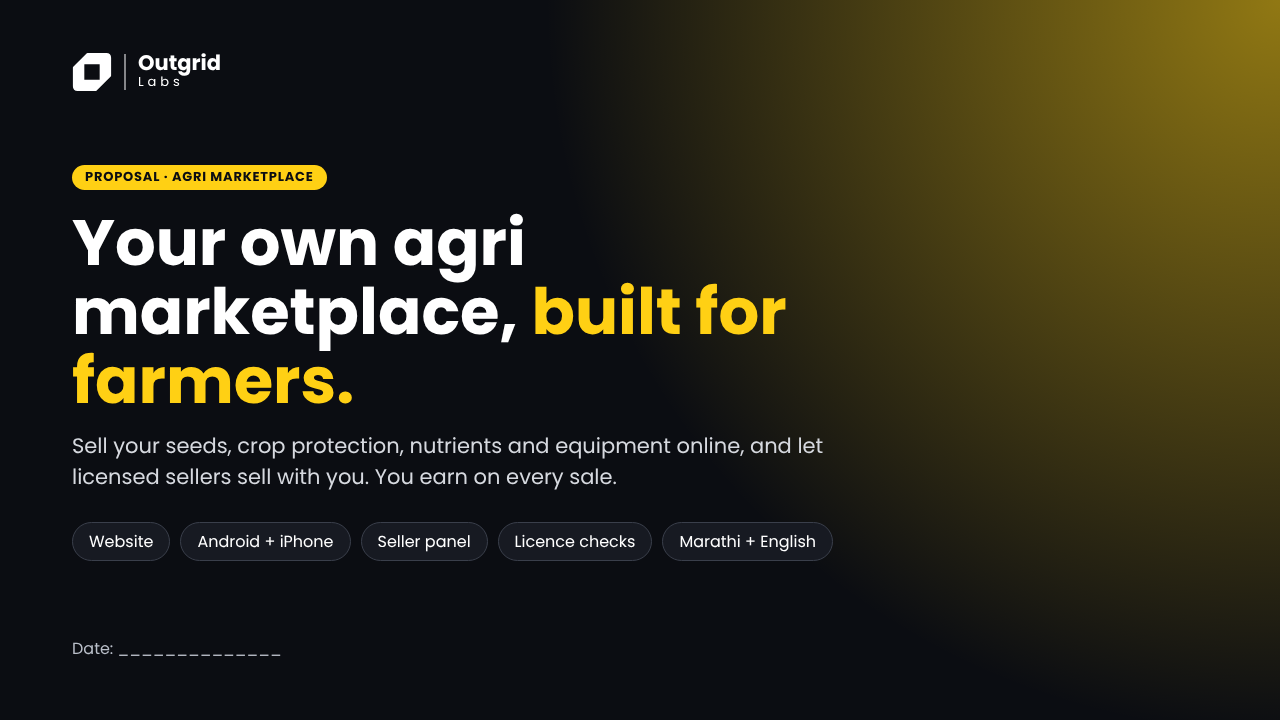 Outgrid
Labs
PROPOSAL · AGRI MARKETPLACE
Your own agri
marketplace, built for
farmers.
Sell your seeds, crop protection, nutrients and equipment online, and let
licensed sellers sell with you. You earn on every sale.
Website
Android + iPhone
Seller panel
Licence checks
Marathi + English
Date: ______________